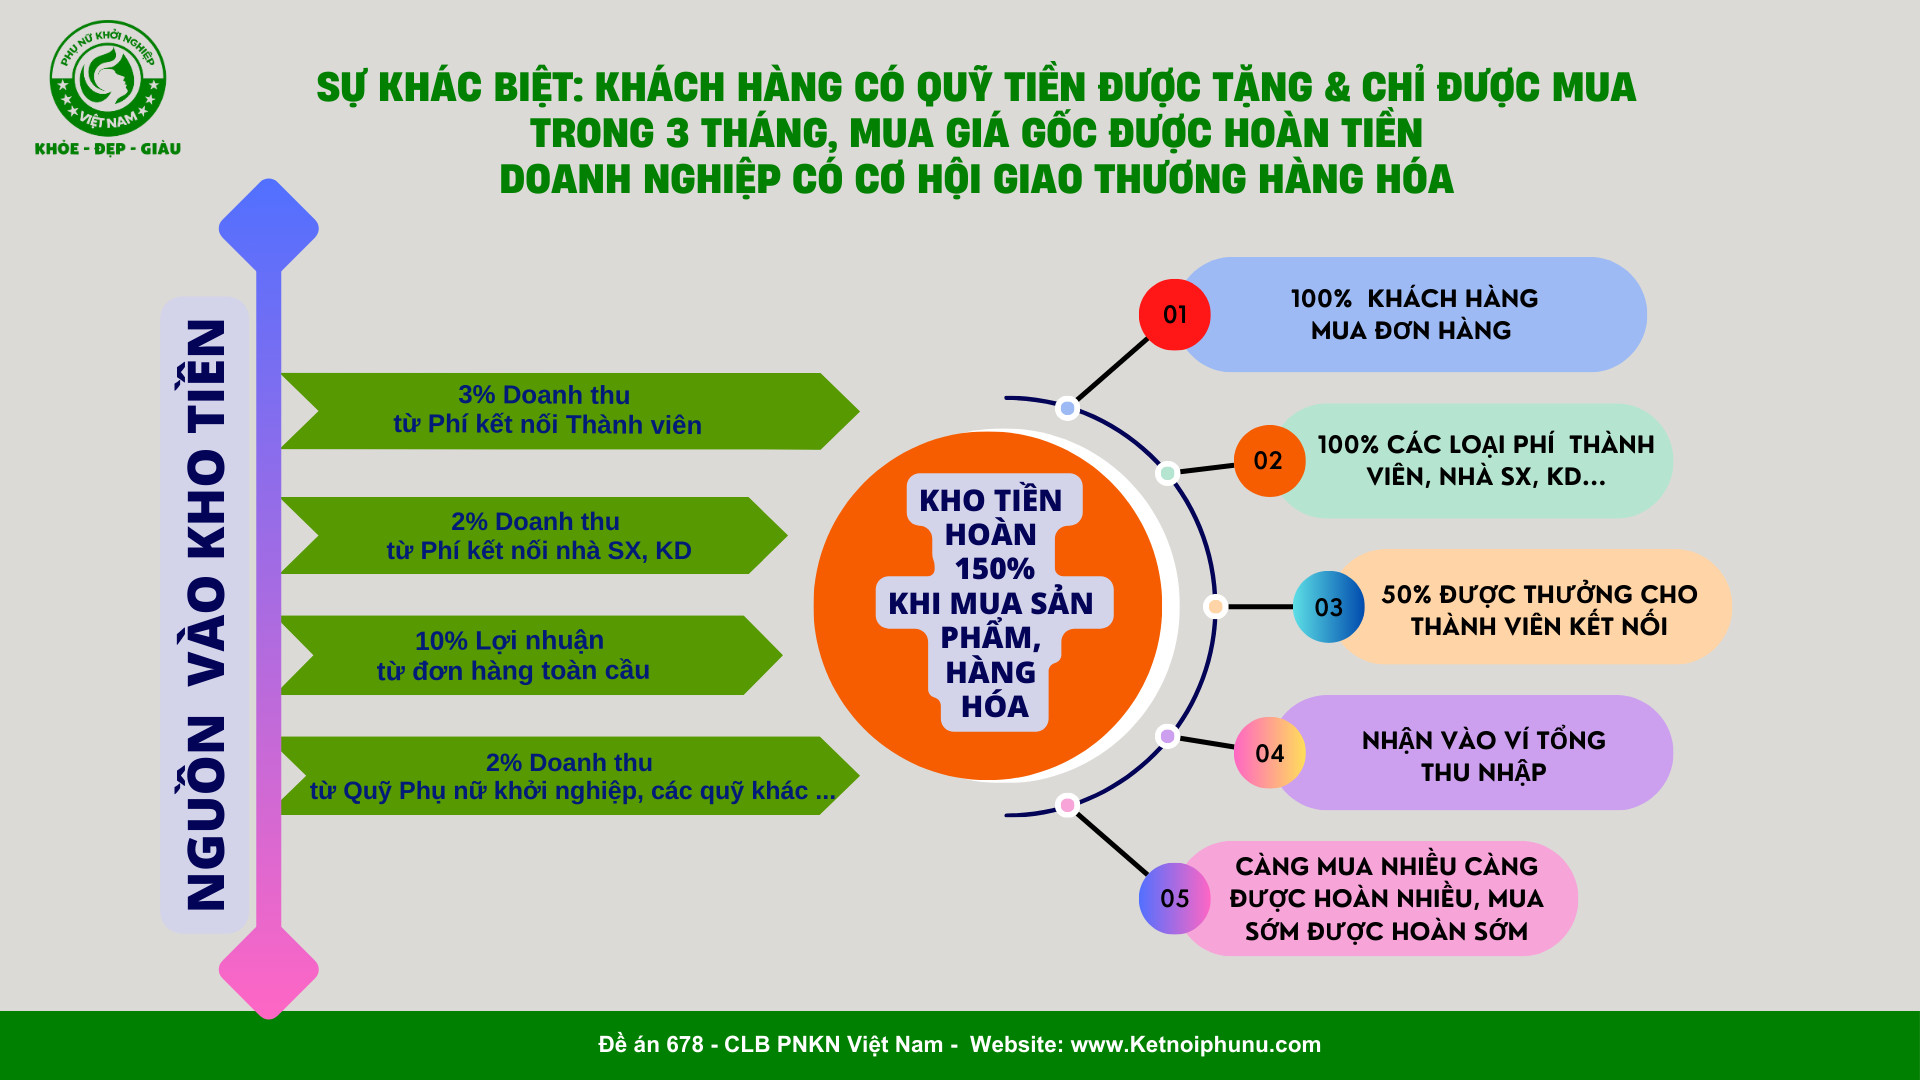 PHỤ NỮ KHỞI NGHIỆP
VIỆT NAM
KHỎE - ĐẸP - GIÀU
SỰ KHÁC BIỆT: KHÁCH HÀNG CÓ QUỸ TIỀN ĐƯỢC TẶNG & CHỈ ĐƯỢC MUA
TRONG 3 THÁNG, MUA GIÁ GỐC ĐƯỢC HOÀN TIỀN
DOANH NGHIỆP CÓ CƠ HỘI GIAO THƯƠNG HÀNG HÓA
NGUỒN VÀO KHO TIỀN
3% Doanh thu
từ Phí kết nối Thành viên
2% Doanh thu
từ Phí kết nối nhà SX, KD
10% Lợi nhuận
từ đơn hàng toàn cầu
2% Doanh thu
từ Quỹ Phụ nữ khởi nghiệp, các quỹ khác ...
KHO TIỀN
HOÀN
150%
KHI MUA SẢN
PHẨM,
HÀNG
HÓA
01
100% KHÁCH HÀNG
MUA ĐƠN HÀNG
02
100% CÁC LOẠI PHÍ THÀNH
VIÊN, NHÀ SX, KD...
03
50% ĐƯỢC THƯỞNG CHO
THÀNH VIÊN KẾT NỐI
04
NHẬN VÀO VÍ TỔNG
THU NHẬP
05
CÀNG MUA NHIỀU CÀNG
ĐƯỢC HOÀN NHIỀU, MUA
SỚM ĐƯỢC HOÀN SỚM
Đề án 678 - CLB PNKN Việt Nam - Website: www.Ketnoiphunu.com